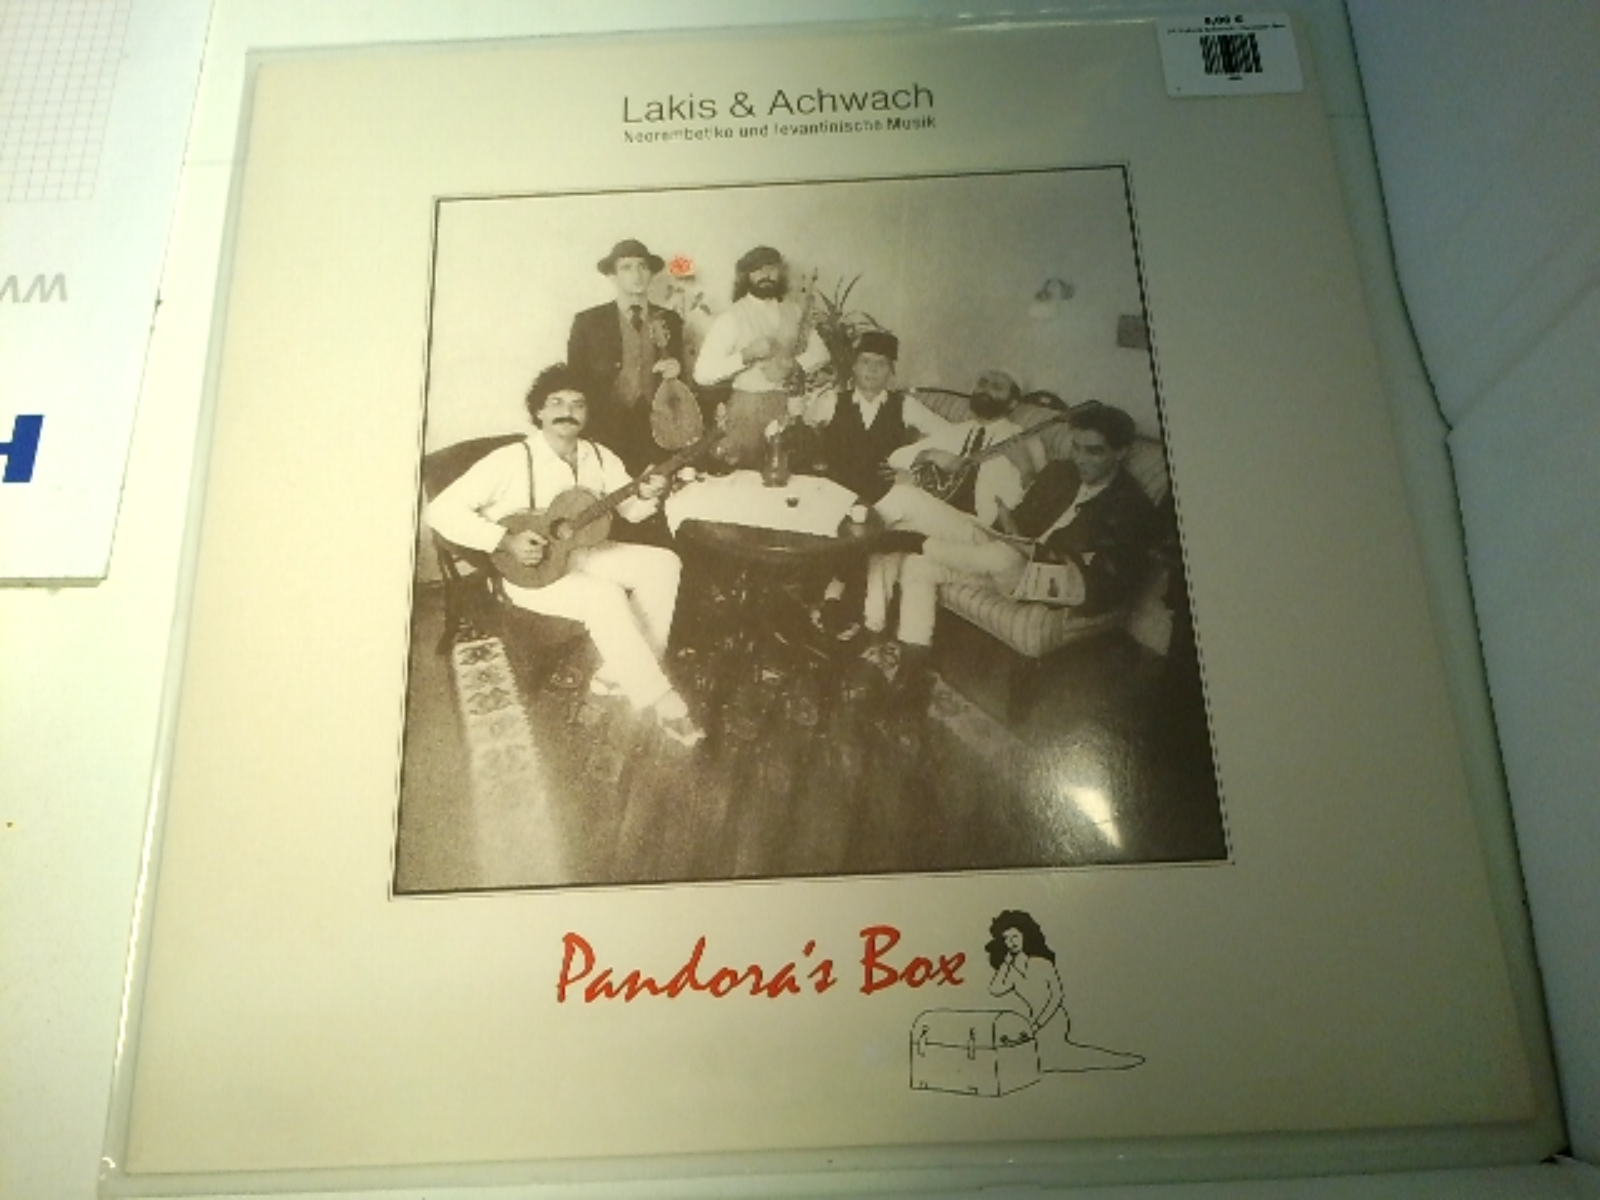 Lakis & Achwach
Neorembetiko und levantinische Musik
Pandora's Box